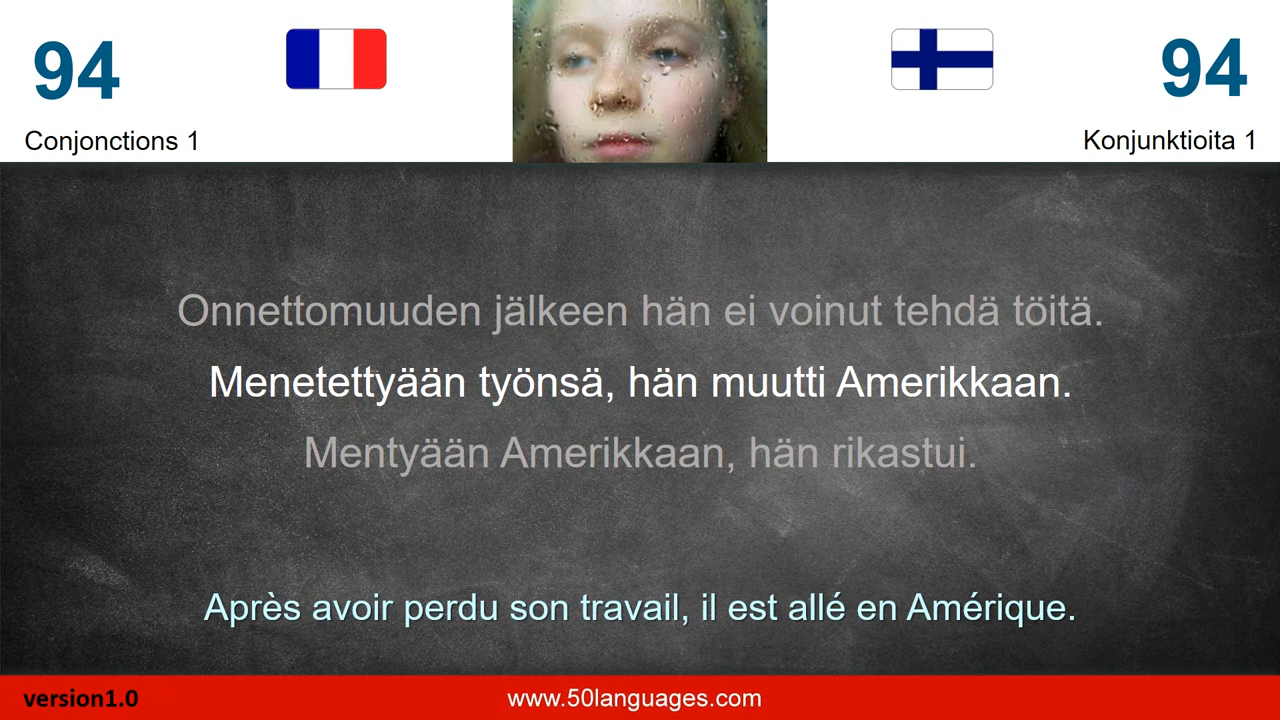 94
94
Conjonctions 1
Konjunktioita 1
Onnettomuuden jälkeen hän ei voinut tehdä töitä.
Menetettyään työnsä, hän muutti Amerikkaan.
Mentyään Amerikkaan, hän rikastui.
Après avoir perdu son travail, il est allé en Amérique.
version1.0
www.50languages.com